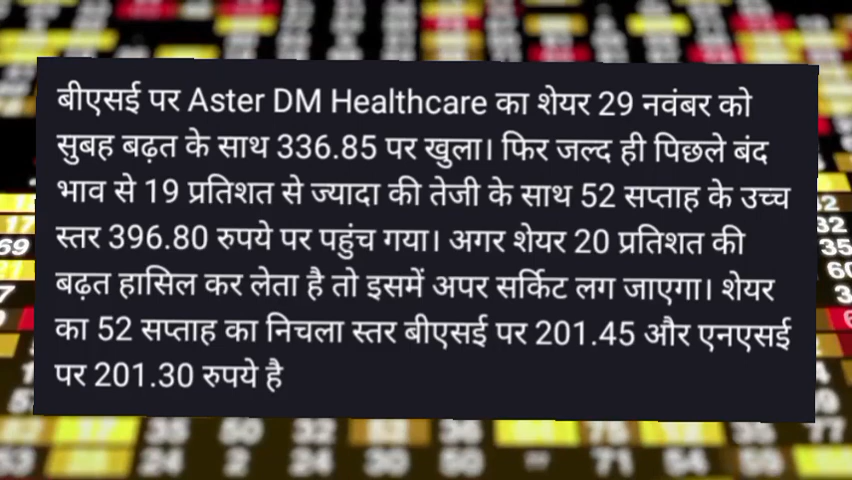 बीएसई पर Aster DM Healthcare का शेयर 29 नवंबर को
सुबह बढ़त के साथ 336.85 पर खुला। फिर जल्द ही पिछले बंद
भाव से 19 प्रतिशत से ज्यादा की तेजी के साथ 52 सप्ताह के उच्च
स्तर 396.80 रुपये पर पहुंच गया। अगर शेयर 20 प्रतिशत की
बढ़त हासिल कर लेता है तो इसमें अपर सर्किट लग जाएगा। शेयर
का 52 सप्ताह का निचला स्तर बीएसई पर 201.45 और एनएसई
पर 201.30 रुपये है